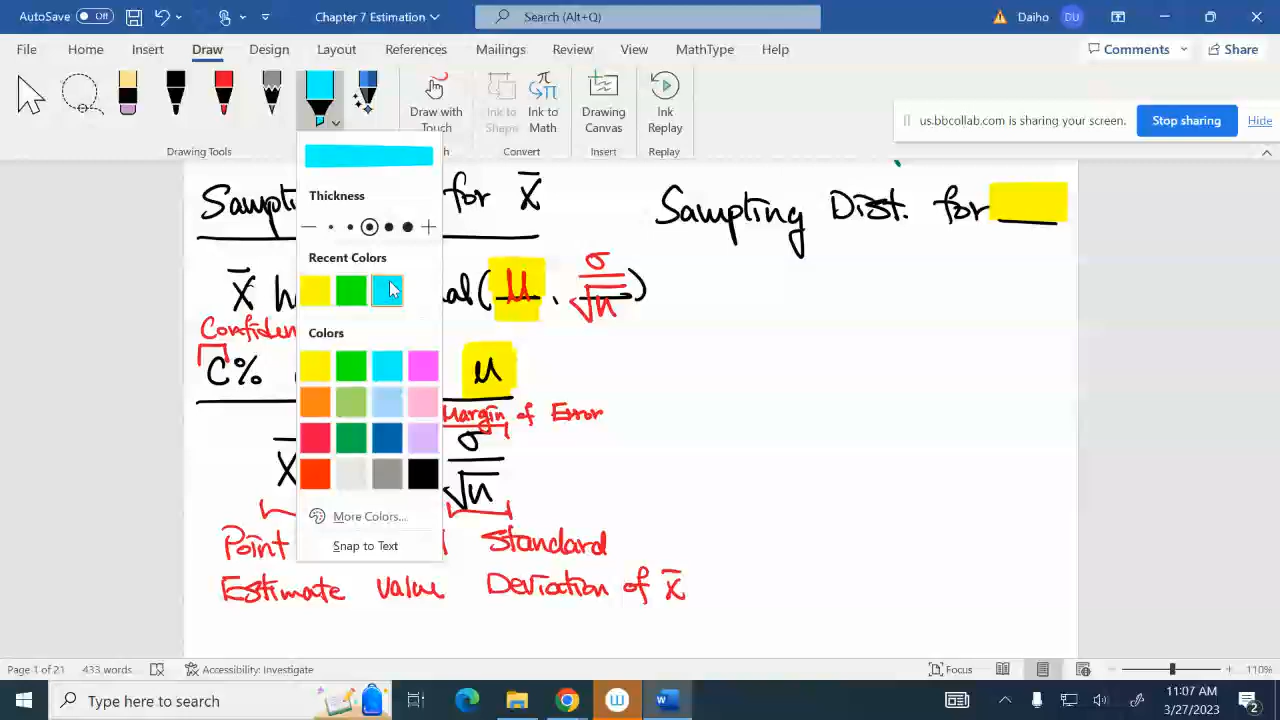 AutoSave Off Chapter 7 Estimation Search (Alt+Q) Daiho DU
File Home Insert Draw Design Layout References Mailings Review View MathType Help Comments Share
Draw with Touch
Ink to Shape
Ink to Math
Drawing Canvas
Ink Replay
Drawing Tools Convert Insert Replay
us.bbcollab.com is sharing your screen. Stop sharing Hide
Thickness
Recent Colors
Colors
More Colors...
Snap to Text
for X̄
Sampting Dist. for
X̄ al( μ , σ/√n )
C% μ
Margin of Error
X̄ σ/√n
Point Standard
Estimate Value Deviation of x̄
Page 1 of 21 433 words Accessibility: Investigate Focus 110%
Type here to search 11:07 AM
3/27/2023 2